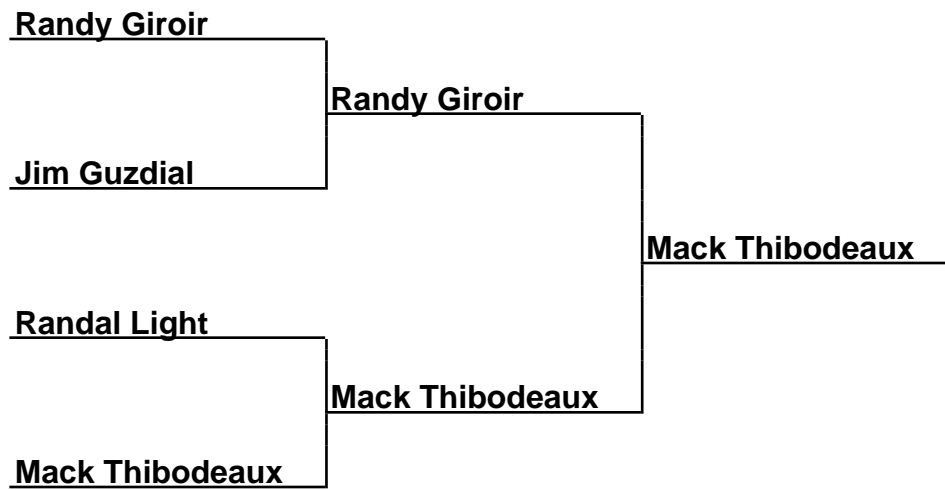 Randy Giroir
Randy Giroir
Jim Guzdial
Mack Thibodeaux
Randal Light
Mack Thibodeaux
Mack Thibodeaux